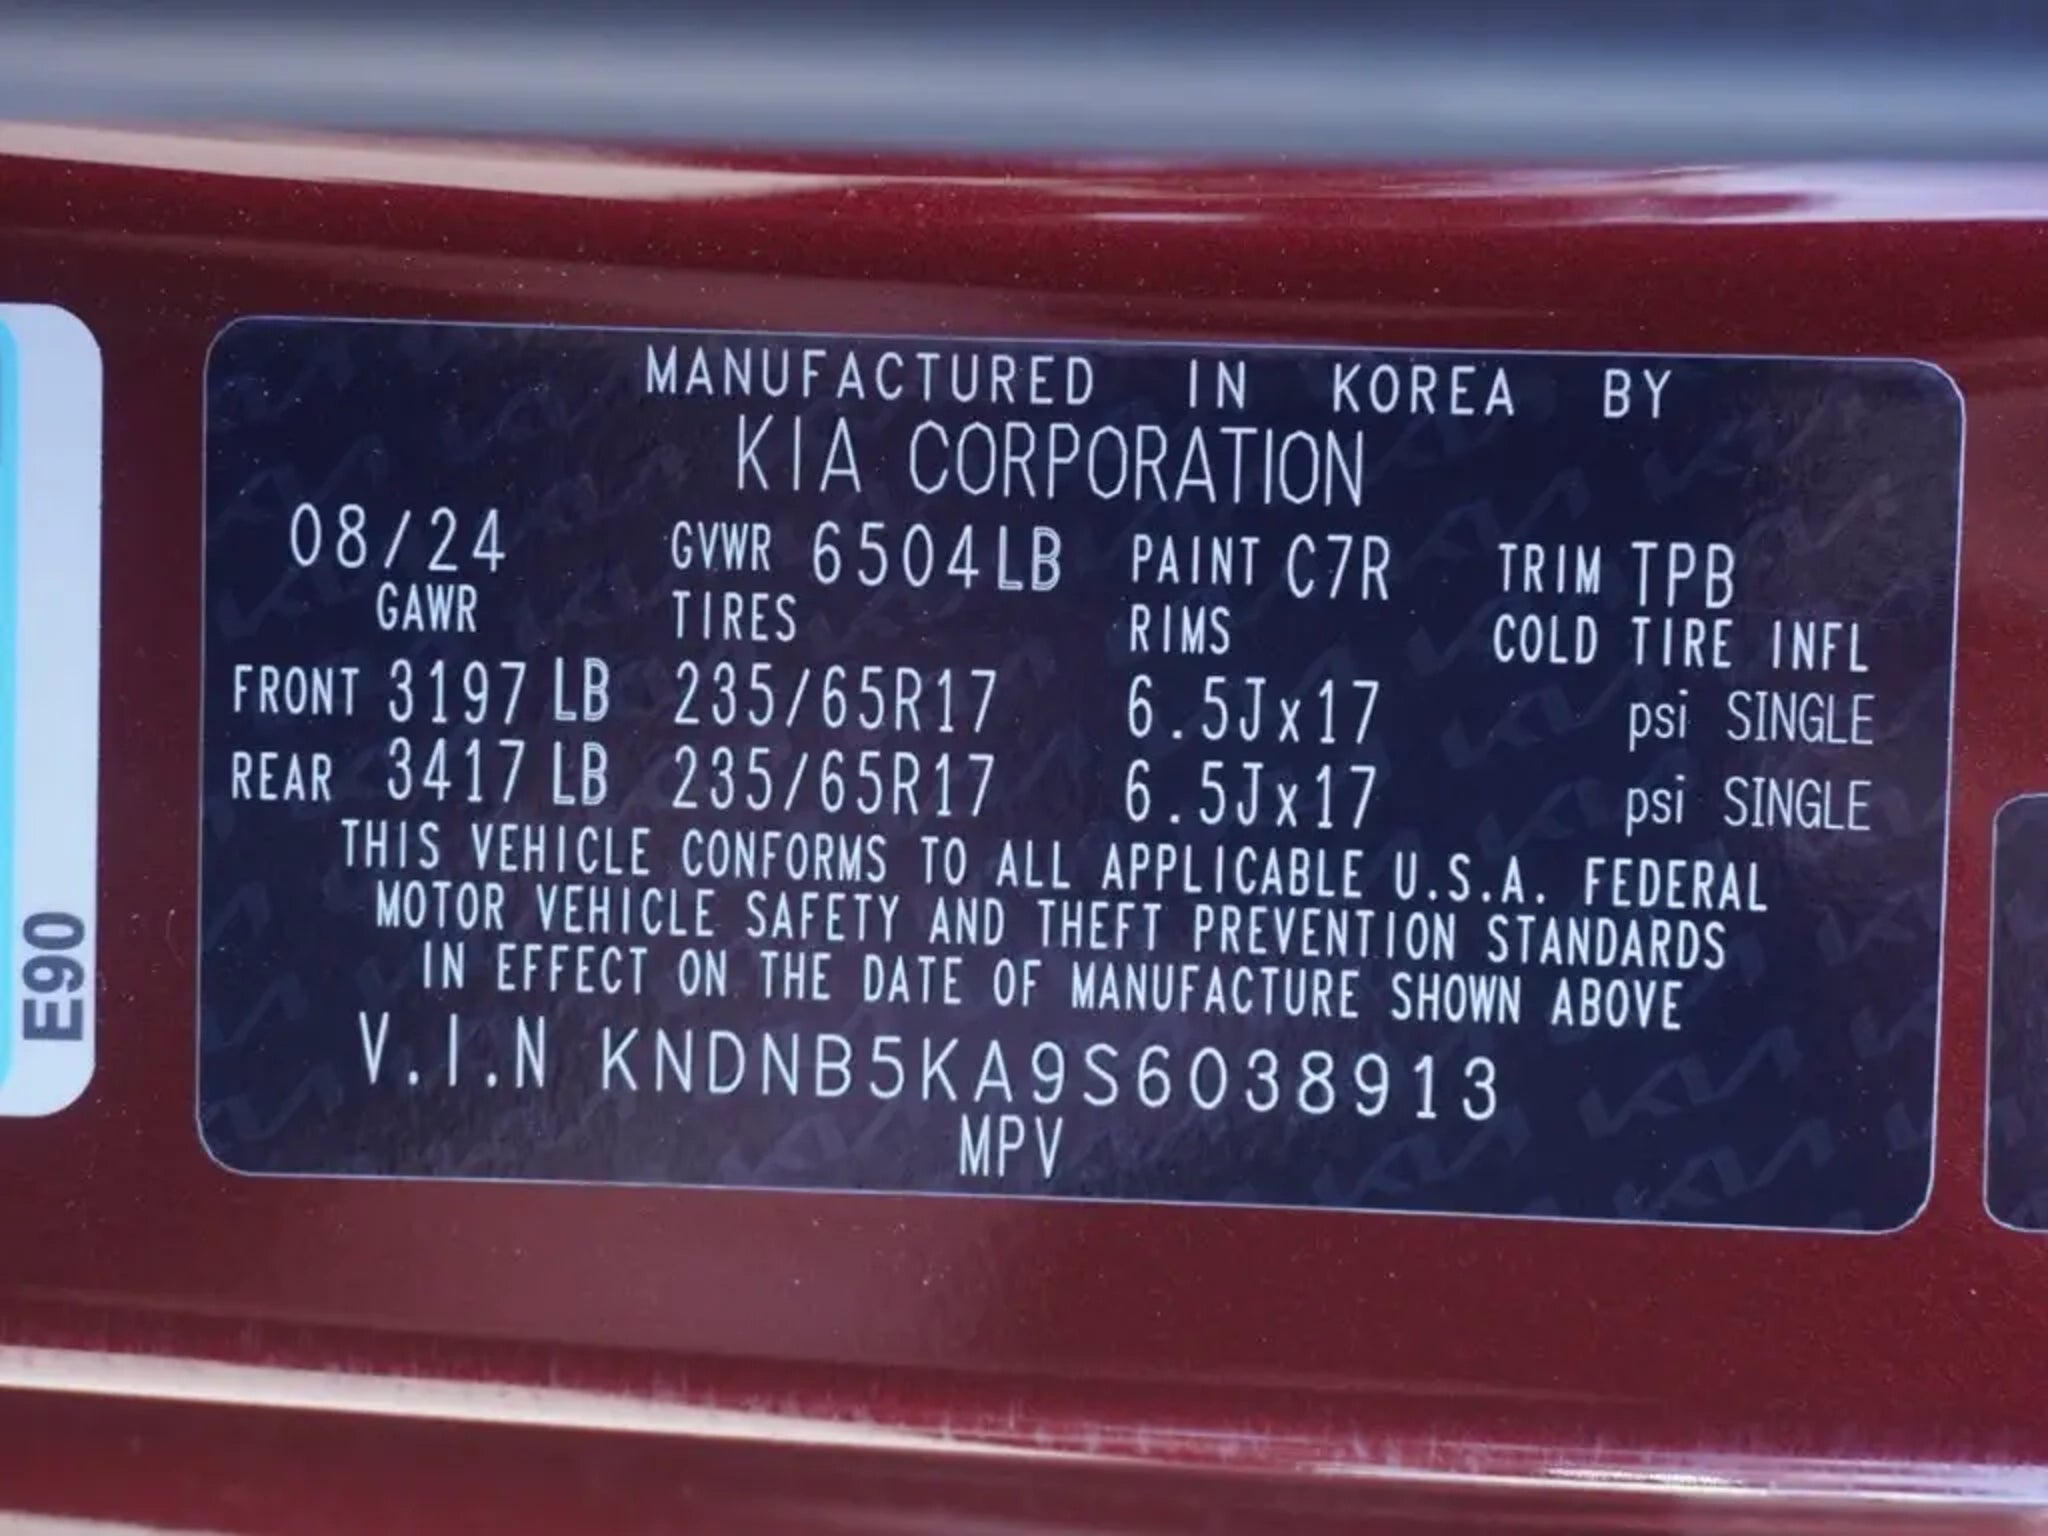 MANUFACTURED IN KOREA BY
KIA CORPORATION
08/24 GVWR 6504LB PAINT C7R TRIM TPB
GAWR TIRES RIMS COLD TIRE INFL
FRONT 3197 LB 235/65R17 6.5Jx17 psi SINGLE
REAR 3417 LB 235/65R17 6.5Jx17 psi SINGLE
THIS VEHICLE CONFORMS TO ALL APPLICABLE U.S.A. FEDERAL
MOTOR VEHICLE SAFETY AND THEFT PREVENTION STANDARDS
IN EFFECT ON THE DATE OF MANUFACTURE SHOWN ABOVE
V.I.N KNDNB5KA9S6038913
MPV
E90